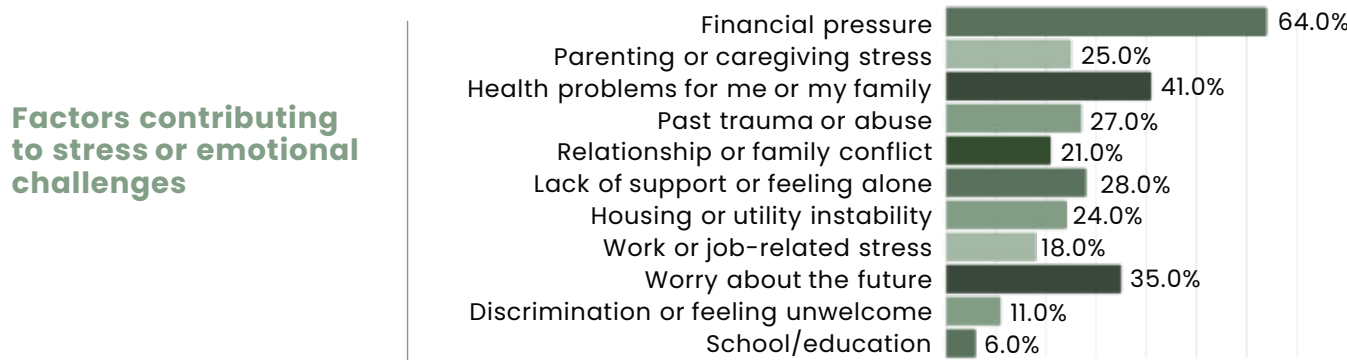 Factors contributing
to stress or emotional
challenges
Financial pressure 64.0%
Parenting or caregiving stress 25.0%
Health problems for me or my family 41.0%
Past trauma or abuse 27.0%
Relationship or family conflict 21.0%
Lack of support or feeling alone 28.0%
Housing or utility instability 24.0%
Work or job-related stress 18.0%
Worry about the future 35.0%
Discrimination or feeling unwelcome 11.0%
School/education 6.0%